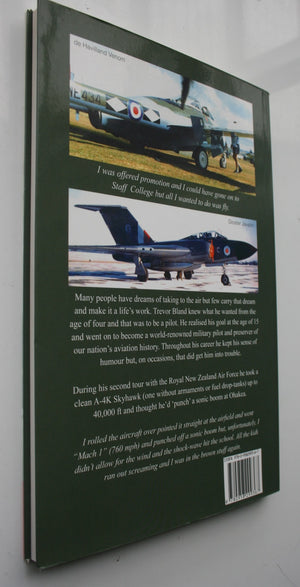 de Havilland Venom
I was offered promotion and I could have gone on to
Staff College but all I wanted to do was fly.
Gloster Javelin
Many people have dreams of taking to the air but few carry that dream
and make it a life's work. Trevor Bland knew what he wanted from the
age of four and that was to be a pilot. He realised his goal at the age of 15
and went on to become a world-renowned military pilot and preserver of
our nation's aviation history. Throughout his career he kept his sense of
humour but, on occasions, that did get him into trouble.
During his second tour with the Royal New Zealand Air Force he took a
clean A-4K Skyhawk (one without armaments or fuel drop-tanks) up to
40,000 ft and thought he'd 'punch' a sonic boom at Ohakea.
I rolled the aircraft over pointed it straight at the airfield and went
"Mach 1" (760 mph) and punched off a sonic boom but, unfortunately, I
didn't allow for the wind and the shock-wave hit the school. All the kids
ran out screaming and I was in the brown stuff again.